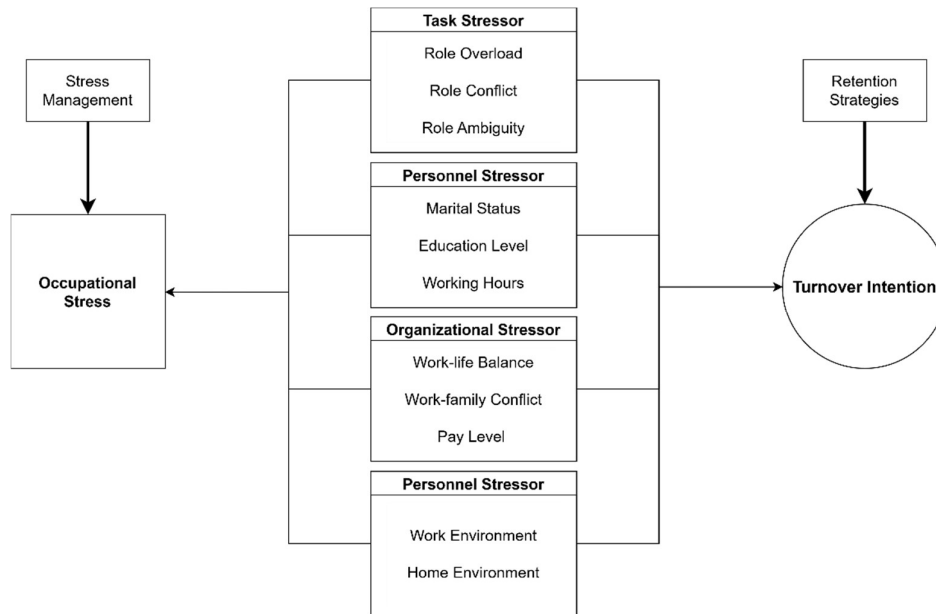 Task Stressor
Role Overload
Role Conflict
Role Ambiguity
Stress
Management
Retention
Strategies
Personnel Stressor
Marital Status
Education Level
Working Hours
Occupational
Stress
Turnover Intention
Organizational Stressor
Work-life Balance
Work-family Conflict
Pay Level
Personnel Stressor
Work Environment
Home Environment